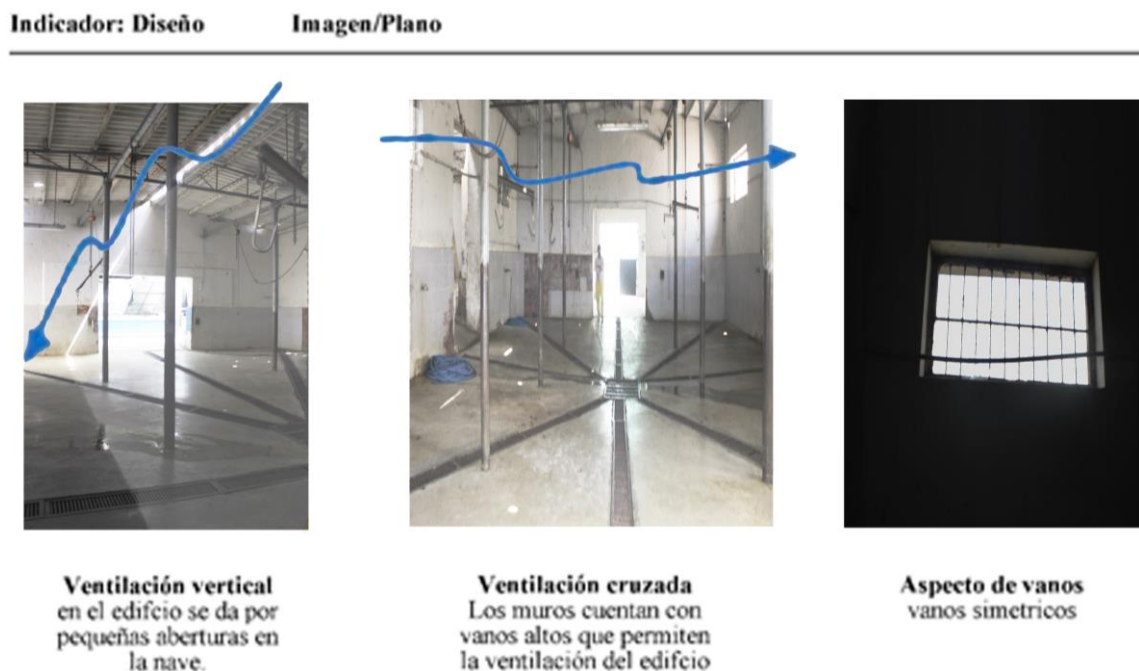 Indicador: Diseño Imagen/Plano
Ventilación vertical
en el edifcio se da por
pequeñas aberturas en
la nave.
Ventilación cruzada
Los muros cuentan con
vanos altos que permiten
la ventilación del edifcio
Aspecto de vanos
vanos simetricos